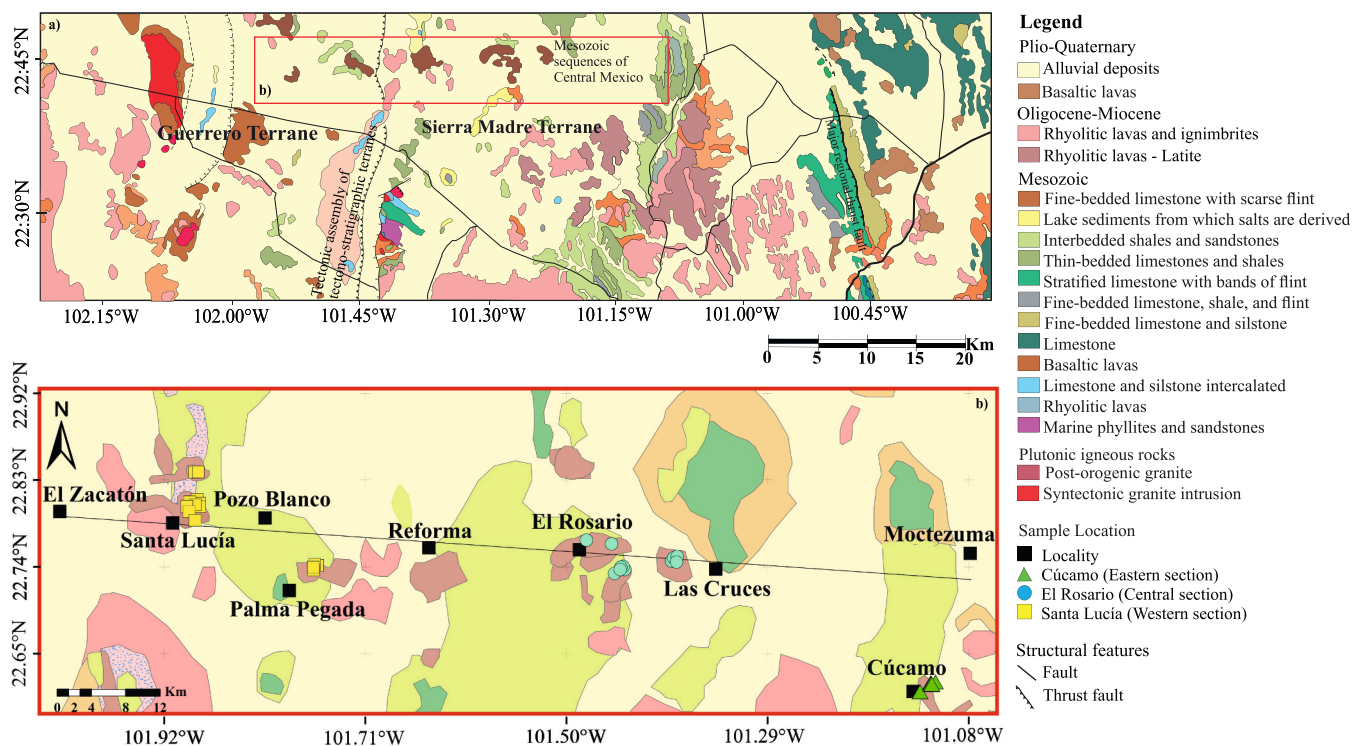 a)
22:45°N
22:30°N
Mesozoic
sequences of
Central Mexico
b)
Guerrero Terrane
Sierra Madre Terrane
Tectonic assembly of
tectono-stratigraphic terranes
Major regional thrust fault
102.15°W
102.00°W
101.45°W
101.30°W
101.15°W
101.00°W
100.45°W
Km
0
5
10
15
20
22.92°N
22.83°N
22.74°N
22.65°N
N
b)
El Zacatón
Santa Lucía
Pozo Blanco
Palma Pegada
Reforma
El Rosario
Las Cruces
Moctezuma
Cúcamo
Km
0 2 4 8 12
101.92°W
101.71°W
101.50°W
101.29°W
101.08°W
Legend
Plio-Quaternary
Alluvial deposits
Basaltic lavas
Oligocene-Miocene
Rhyolitic lavas and ignimbrites
Rhyolitic lavas - Latite
Mesozoic
Fine-bedded limestone with scarse flint
Lake sediments from which salts are derived
Interbedded shales and sandstones
Thin-bedded limestones and shales
Stratified limestone with bands of flint
Fine-bedded limestone, shale, and flint
Fine-bedded limestone and silstone
Limestone
Basaltic lavas
Limestone and silstone intercalated
Rhyolitic lavas
Marine phyllites and sandstones
Plutonic igneous rocks
Post-orogenic granite
Syntectonic granite intrusion
Sample Location
Locality
Cúcamo (Eastern section)
El Rosario (Central section)
Santa Lucía (Western section)
Structural features
Fault
Thrust fault